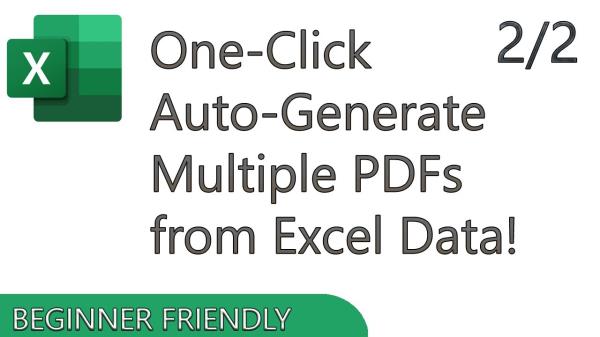 X
One-Click
2/2
Auto-Generate
Multiple PDFs
from Excel Data!
BEGINNER FRIENDLY